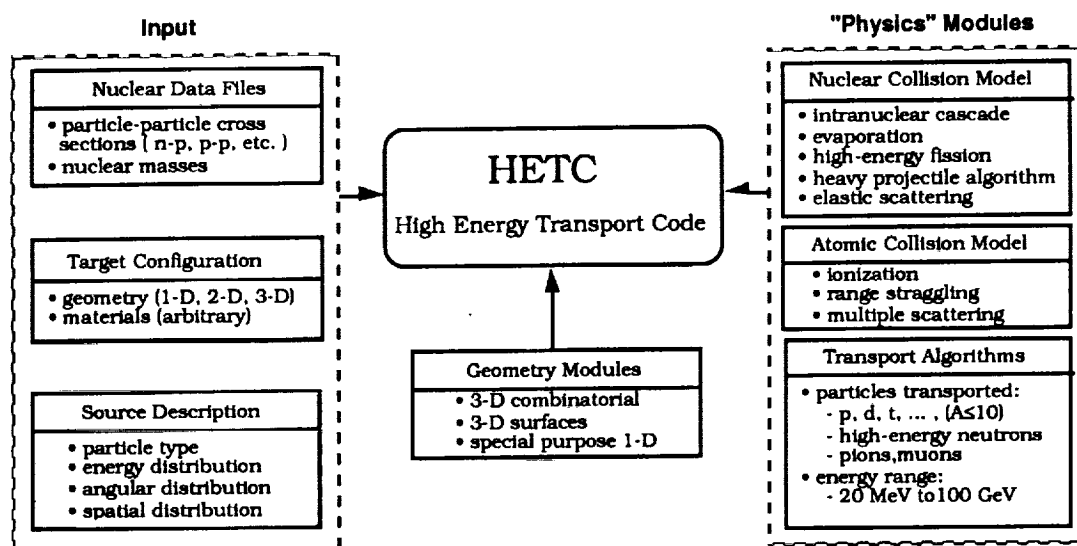 Input
Nuclear Data Files
• particle-particle cross
sections ( n-p, p-p, etc. )
• nuclear masses
Target Configuration
• geometry (1-D, 2-D, 3-D)
• materials (arbitrary)
Source Description
• particle type
• energy distribution
• angular distribution
• spatial distribution
HETC
High Energy Transport Code
Geometry Modules
• 3-D combinatorial
• 3-D surfaces
• special purpose 1-D
"Physics" Modules
Nuclear Collision Model
• intranuclear cascade
• evaporation
• high-energy fission
• heavy projectile algorithm
• elastic scattering
Atomic Collision Model
• ionization
• range straggling
• multiple scattering
Transport Algorithms
• particles transported:
- p, d, t, ... , (A≤10)
- high-energy neutrons
- pions,muons
• energy range:
- 20 MeV to100 GeV